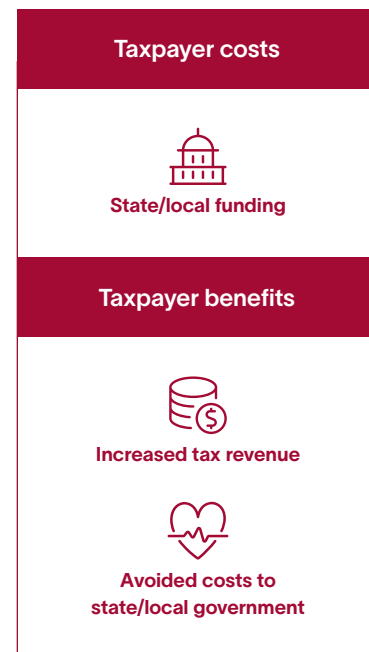 Taxpayer costs
State/local funding
Taxpayer benefits
$
Increased tax revenue
Avoided costs to
state/local government